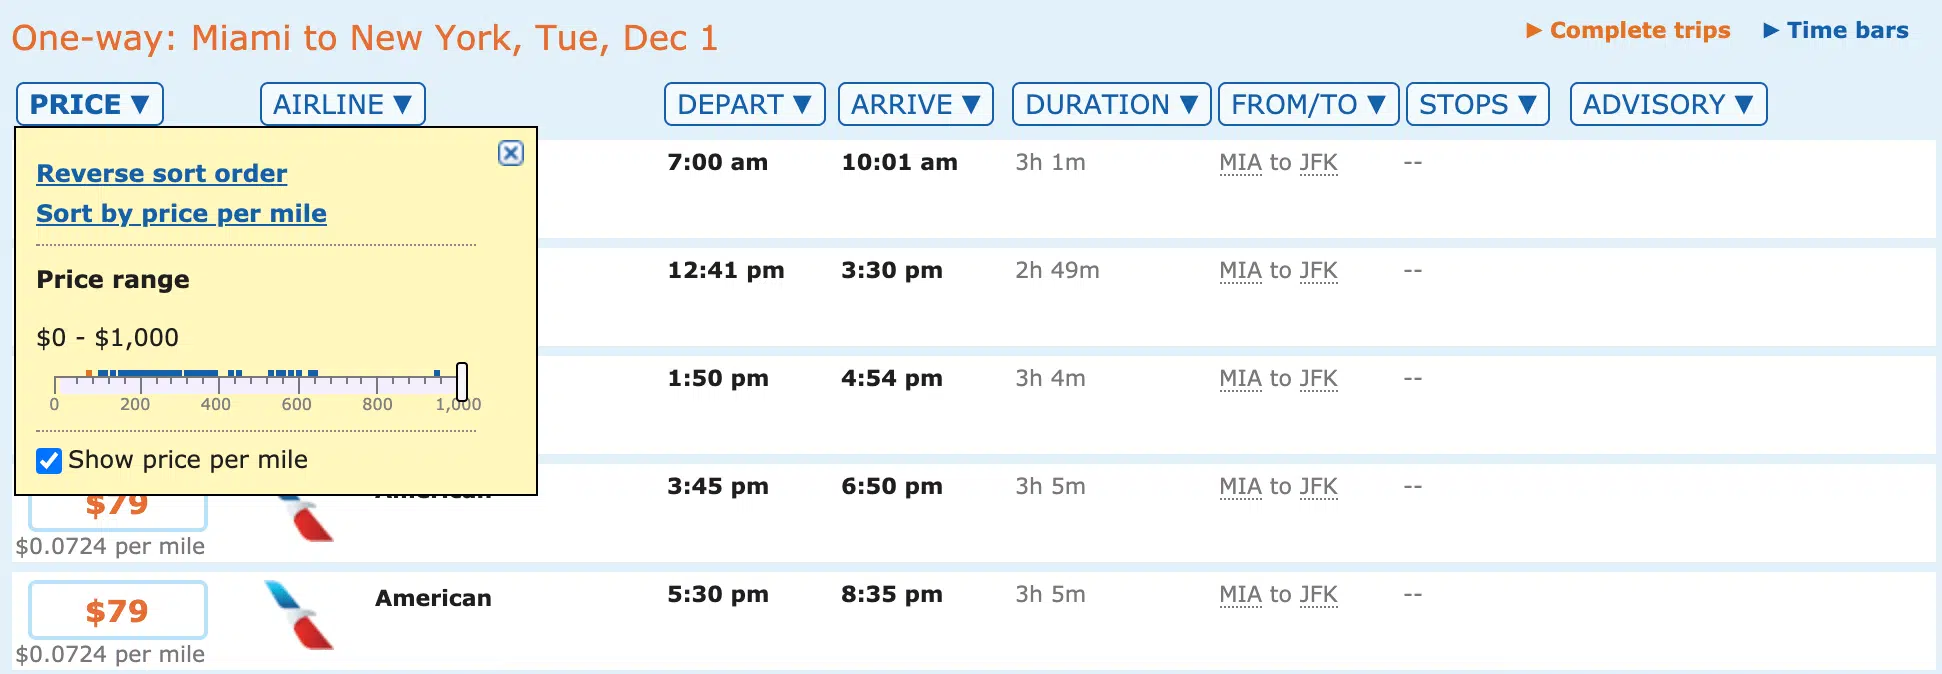 One-way: Miami to New York, Tue, Dec 1
▶ Complete trips ▶ Time bars
PRICE ▼ AIRLINE ▼ DEPART ▼ ARRIVE ▼ DURATION ▼ FROM/TO ▼ STOPS ▼ ADVISORY ▼
Reverse sort order
Sort by price per mile
Price range
$0 - $1,000
0 200 400 600 800 1,000
Show price per mile
7:00 am 10:01 am 3h 1m MIA to JFK --
12:41 pm 3:30 pm 2h 49m MIA to JFK --
1:50 pm 4:54 pm 3h 4m MIA to JFK --
$79 American 3:45 pm 6:50 pm 3h 5m MIA to JFK --
$0.0724 per mile
$79 American 5:30 pm 8:35 pm 3h 5m MIA to JFK --
$0.0724 per mile